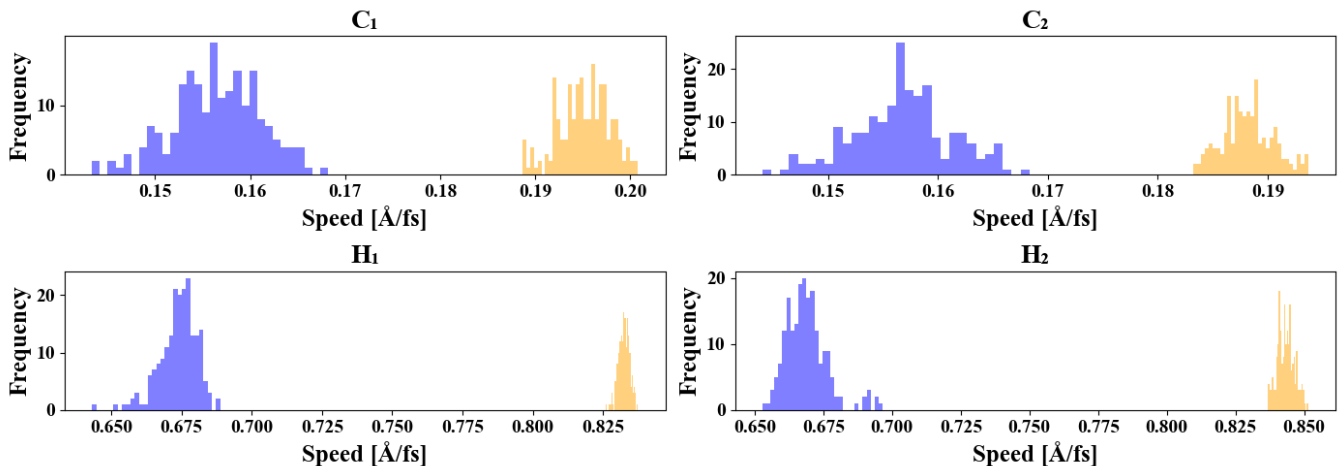 C₁
Frequency
10
0
0.15 0.16 0.17 0.18 0.19 0.20
Speed [Å/fs]
C₂
Frequency
20
10
0
0.15 0.16 0.17 0.18 0.19
Speed [Å/fs]
H₁
Frequency
20
10
0
0.650 0.675 0.700 0.725 0.750 0.775 0.800 0.825
Speed [Å/fs]
H₂
Frequency
20
10
0
0.650 0.675 0.700 0.725 0.750 0.775 0.800 0.825 0.850
Speed [Å/fs]